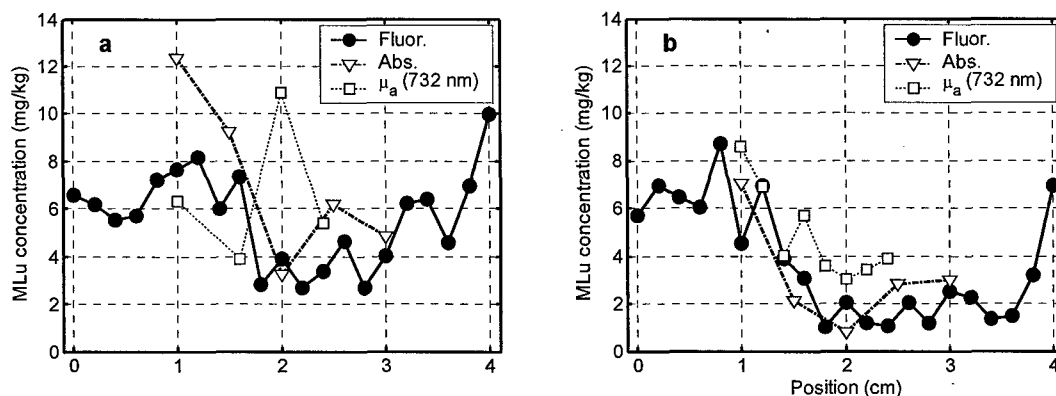 a
Fluor.
Abs.
μa (732 nm)
MLu concentration (mg/kg)
14
12
10
8
6
4
2
0
0 1 2 3 4
b
Fluor.
Abs.
μa (732 nm)
MLu concentration (mg/kg)
14
12
10
8
6
4
2
0
0 1 2 3 4
Position (cm)